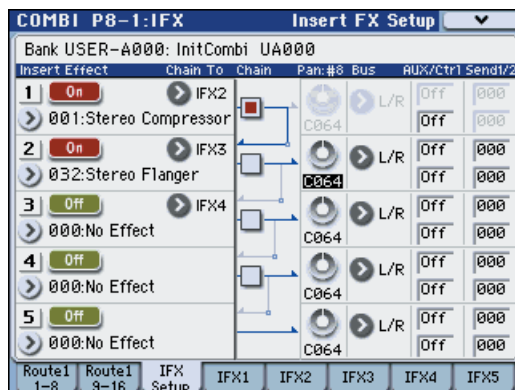 COMBI P8-1:IFX Insert FX Setup
Bank USER-A000: InitCombi UA000
Insert Effect Chain To Chain Pan:#8 Bus AUX/Ctrl Send1/2
1 On IFX2 L/R Off 000
001:Stereo Compressor C064 Off 000
2 On IFX3 L/R Off 000
032:Stereo Flanger C064 Off 000
3 Off IFX4 L/R Off 000
000:No Effect C064 Off 000
4 Off L/R Off 000
000:No Effect C064 Off 000
5 Off L/R Off 000
000:No Effect C064 Off 000
Route1 1-8 Route1 9-16 IFX Setup IFX1 IFX2 IFX3 IFX4 IFX5